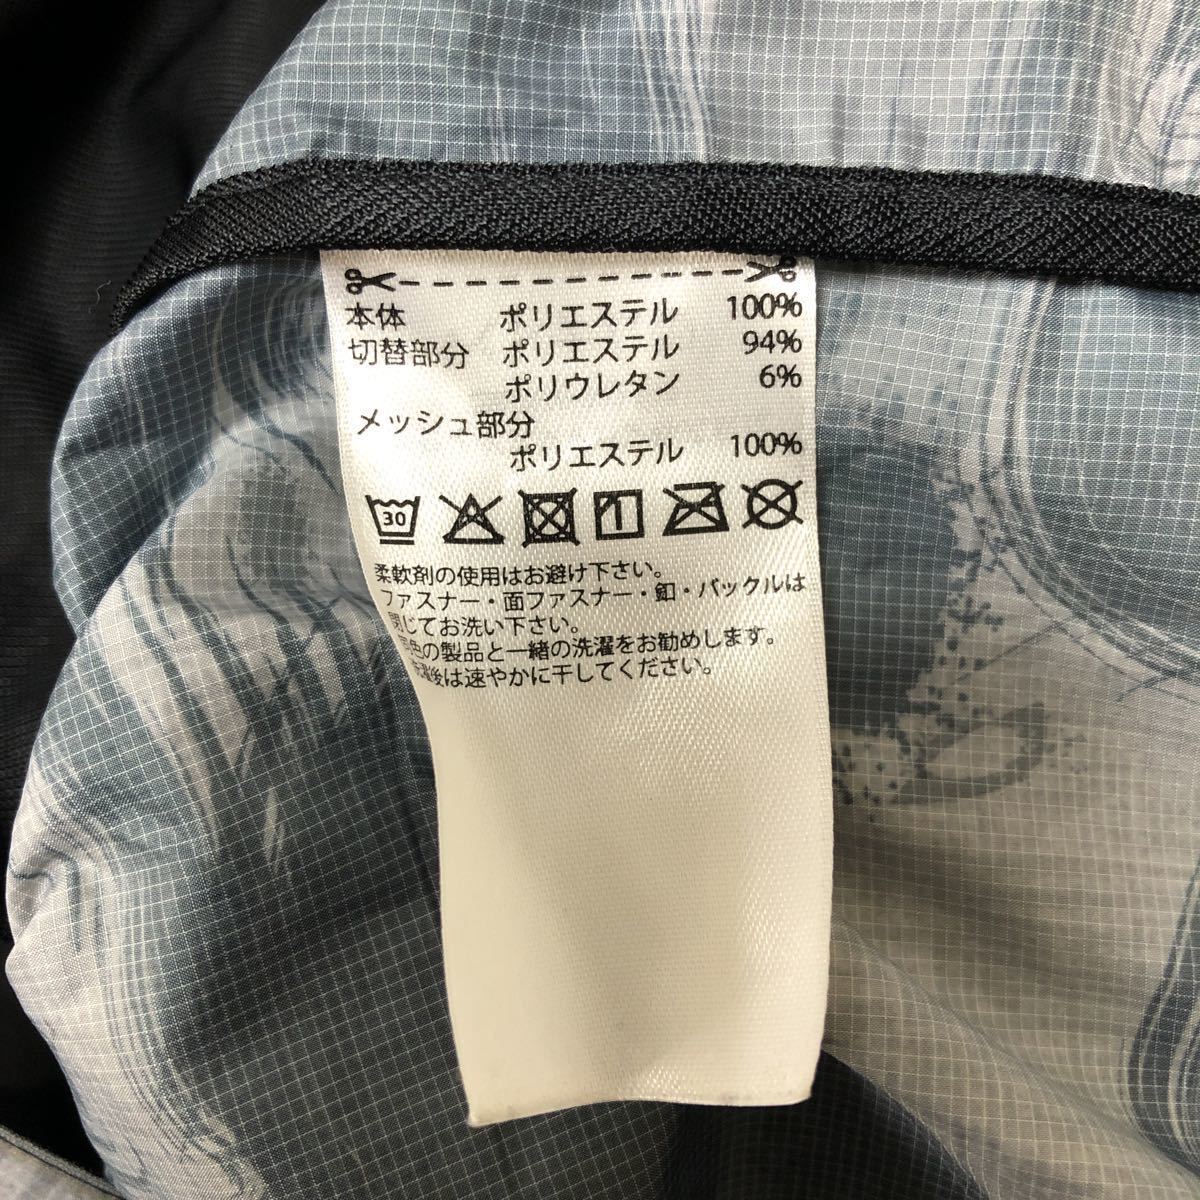 本体 ポリエステル 100%
切替部分 ポリエステル 94%
ポリウレタン 6%
メッシュ部分
ポリエステル 100%
30
柔軟剤の使用はお避け下さい。
ファスナー・面ファスナー・釦・バックルは
閉じてお洗い下さい。
色の製品と一緒の洗濯をお勧めします。
濯後は速やかに干してください。